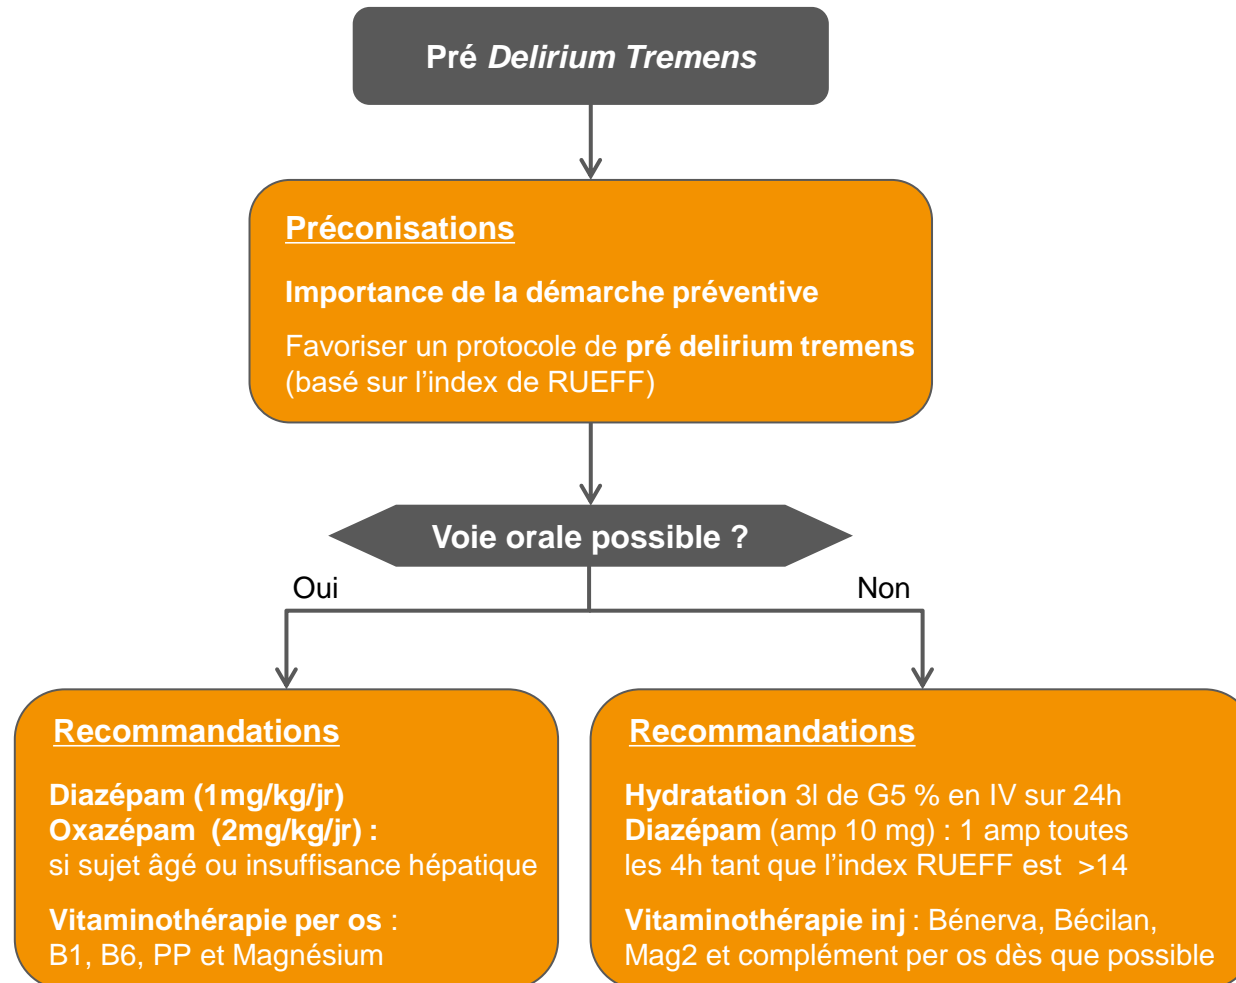 Pré Delirium Tremens
Préconisations
Importance de la démarche préventive
Favoriser un protocole de pré delirium tremens
(basé sur l’index de RUEFF)
Voie orale possible ?
Oui
Non
Recommandations
Diazépam (1mg/kg/jr)
Oxazépam (2mg/kg/jr) :
si sujet âgé ou insuffisance hépatique
Vitaminothérapie per os :
B1, B6, PP et Magnésium
Recommandations
Hydratation 3l de G5 % en IV sur 24h
Diazépam (amp 10 mg) : 1 amp toutes
les 4h tant que l’index RUEFF est >14
Vitaminothérapie inj : Bénerva, Bécilan,
Mag2 et complément per os dès que possible